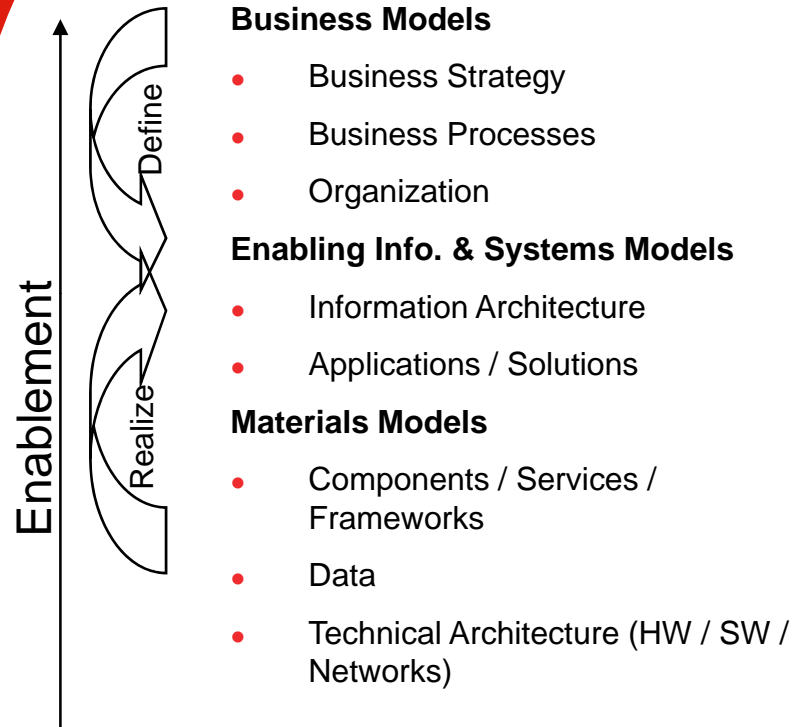 Business Models
• Business Strategy
• Business Processes
• Organization
Enabling Info. & Systems Models
• Information Architecture
• Applications / Solutions
Materials Models
• Components / Services /
Frameworks
• Data
• Technical Architecture (HW / SW /
Networks)
Enablement
Define
Realize